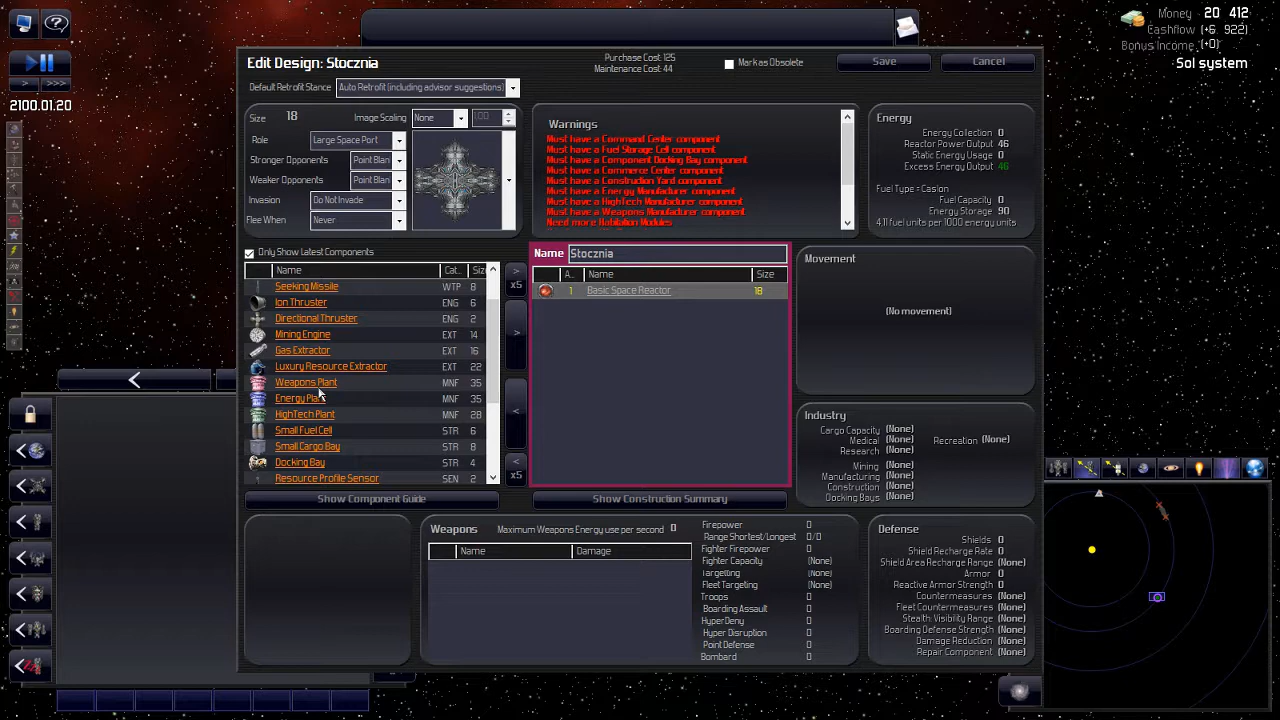 Money 20 412
Cashflow (+6 922)
Bonus Income (+0)
Sol system
> >>>
2100.01.20
Edit Design: Stocznia
Purchase Cost: 125
Maintenance Cost: 44
Mark as Obsolete
Save
Cancel
Default Retrofit Stance Auto Retrofit (including advisor suggestions)
Size 18 Image Scaling None 1,00
Role Large Space Port
Stronger Opponents Point Blan
Weaker Opponents Point Blan
Invasion Do Not Invade
Flee When Never
Warnings
Must have a Command Center component
Must have a Fuel Storage Cell component
Must have a Component Docking Bay component
Must have a Commerce Center component
Must have a Construction Yard component
Must have a Energy Manufacturer component
Must have a HighTech Manufacturer component
Must have a Weapons Manufacturer component
Need more Habitation Modules
Energy
Energy Collection 0
Reactor Power Output 46
Static Energy Usage 0
Excess Energy Output 46
Fuel Type = Casion
Fuel Capacity 0
Energy Storage 90
4.11 fuel units per 1000 energy units
Only Show Latest Components
Name Cat.. Siz
Seeking Missile WTP 8
Ion Thruster ENG 6
Directional Thruster ENG 2
Mining Engine EXT 14
Gas Extractor EXT 16
Luxury Resource Extractor EXT 22
Weapons Plant MNF 35
Energy Plant MNF 35
HighTech Plant MNF 28
Small Fuel Cell STR 6
Small Cargo Bay STR 8
Docking Bay STR 4
Resource Profile Sensor SEN 2
Show Component Guide
>
x5
>
<
<
x5
Name Stocznia
A.. Name Size
1 Basic Space Reactor 18
Show Construction Summary
Movement
(No movement)
Industry
Cargo Capacity (None)
Medical (None)
Research (None)
Recreation (None)
Mining (None)
Manufacturing (None)
Construction (None)
Docking Bays (None)
Weapons Maximum Weapons Energy use per second 0
Name Damage
Firepower 0
Range Shortest/Longest 0/0
Fighter Firepower 0
Fighter Capacity (None)
Targetting (None)
Fleet Targeting (None)
Troops 0
Boarding Assault 0
HyperDeny 0
Hyper Disruption 0
Point Defense 0
Bombard 0
Defense
Shields 0
Shield Recharge Rate 0
Shield Area Recharge Range (None)
Armor 0
Reactive Armor Strength 0
Countermeasures (None)
Fleet Countermeasures (None)
Stealth: Visibility Range (None)
Boarding Defense Strength (None)
Damage Reduction (None)
Repair Component (None)